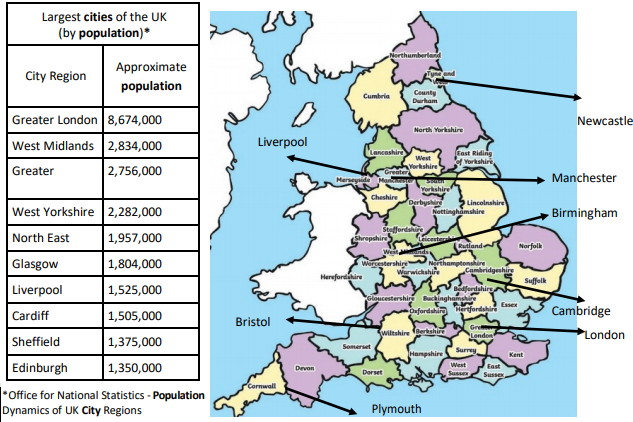 Largest cities of the UK
(by population)*
City Region
Approximate
population
Greater London 8,674,000
West Midlands 2,834,000
Greater 2,756,000
West Yorkshire 2,282,000
North East 1,957,000
Glasgow 1,804,000
Liverpool 1,525,000
Cardiff 1,505,000
Sheffield 1,375,000
Edinburgh 1,350,000
*Office for National Statistics - Population
Dynamics of UK City Regions
Northumberland
Tyne and
Newcastle
Cumbria
County
Durham
North Yorkshire
Liverpool
Lancashire
West
Yorkshire
East Riding
of Yorkshire
Merseyside
Greater
Manchester
South
Yorkshire
Manchester
Cheshire
Derbyshire
Nottinghamshire
Lincolnshire
Birmingham
Staffordshire
Shropshire
Leicestershire
Rutland
Norfolk
West Midlands
Herefordshire
Worcestershire
Warwickshire
Northamptonshire
Cambridgeshire
Suffolk
Bedfordshire
Gloucestershire
Buckinghamshire
Oxfordshire
Hertfordshire
Essex
Cambridge
Bristol
Wiltshire
Berkshire
Greater
London
London
Somerset
Hampshire
Surrey
Kent
West
Sussex
East
Sussex
Devon
Dorset
Cornwall
Plymouth